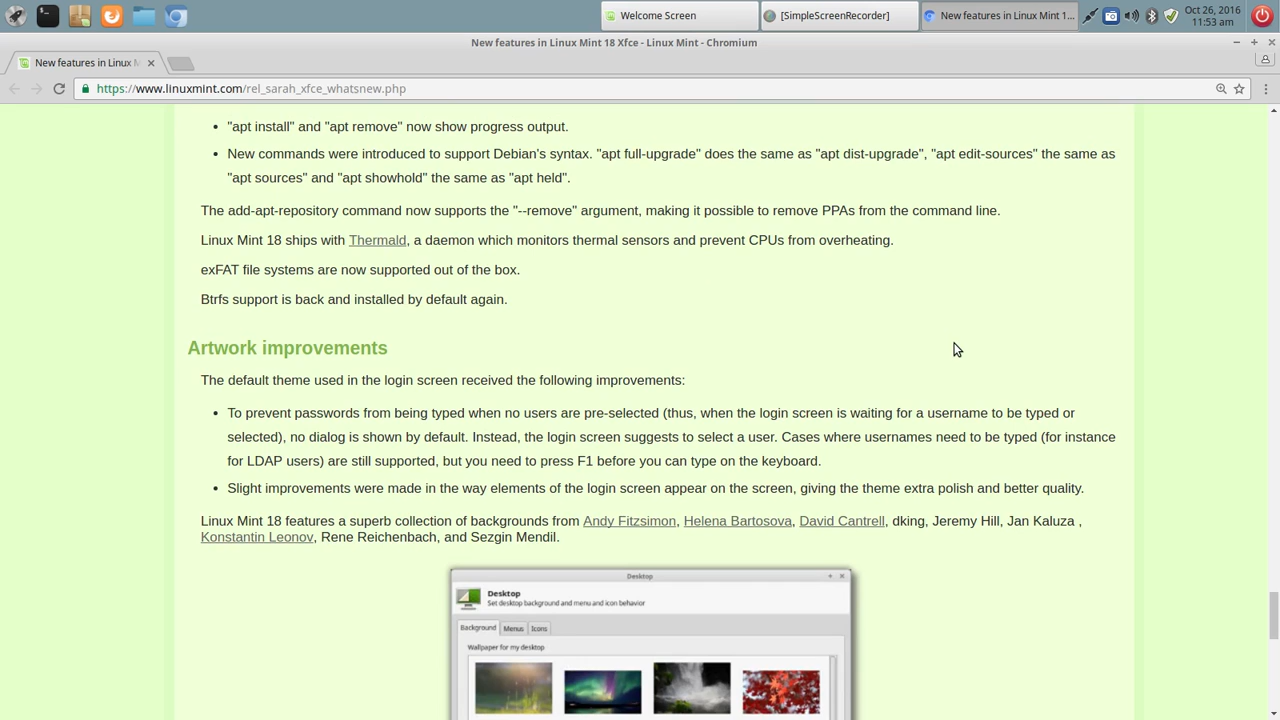 Welcome Screen
[SimpleScreenRecorder]
New features in Linux Mint 1...
Oct 26, 2016
11:53 am
New features in Linux Mint 18 Xfce - Linux Mint - Chromium
New features in Linux M
https://www.linuxmint.com/rel_sarah_xfce_whatsnew.php
• "apt install" and "apt remove" now show progress output.
• New commands were introduced to support Debian's syntax. "apt full-upgrade" does the same as "apt dist-upgrade", "apt edit-sources" the same as
"apt sources" and "apt showhold" the same as "apt held".
The add-apt-repository command now supports the "--remove" argument, making it possible to remove PPAs from the command line.
Linux Mint 18 ships with Thermald, a daemon which monitors thermal sensors and prevent CPUs from overheating.
exFAT file systems are now supported out of the box.
Btrfs support is back and installed by default again.
Artwork improvements
The default theme used in the login screen received the following improvements:
• To prevent passwords from being typed when no users are pre-selected (thus, when the login screen is waiting for a username to be typed or
selected), no dialog is shown by default. Instead, the login screen suggests to select a user. Cases where usernames need to be typed (for instance
for LDAP users) are still supported, but you need to press F1 before you can type on the keyboard.
• Slight improvements were made in the way elements of the login screen appear on the screen, giving the theme extra polish and better quality.
Linux Mint 18 features a superb collection of backgrounds from Andy Fitzsimon, Helena Bartosova, David Cantrell, dking, Jeremy Hill, Jan Kaluza ,
Konstantin Leonov, Rene Reichenbach, and Sezgin Mendil.
Desktop
Desktop
Set desktop background and menu and icon behavior
Background Menus Icons
Wallpaper for my desktop